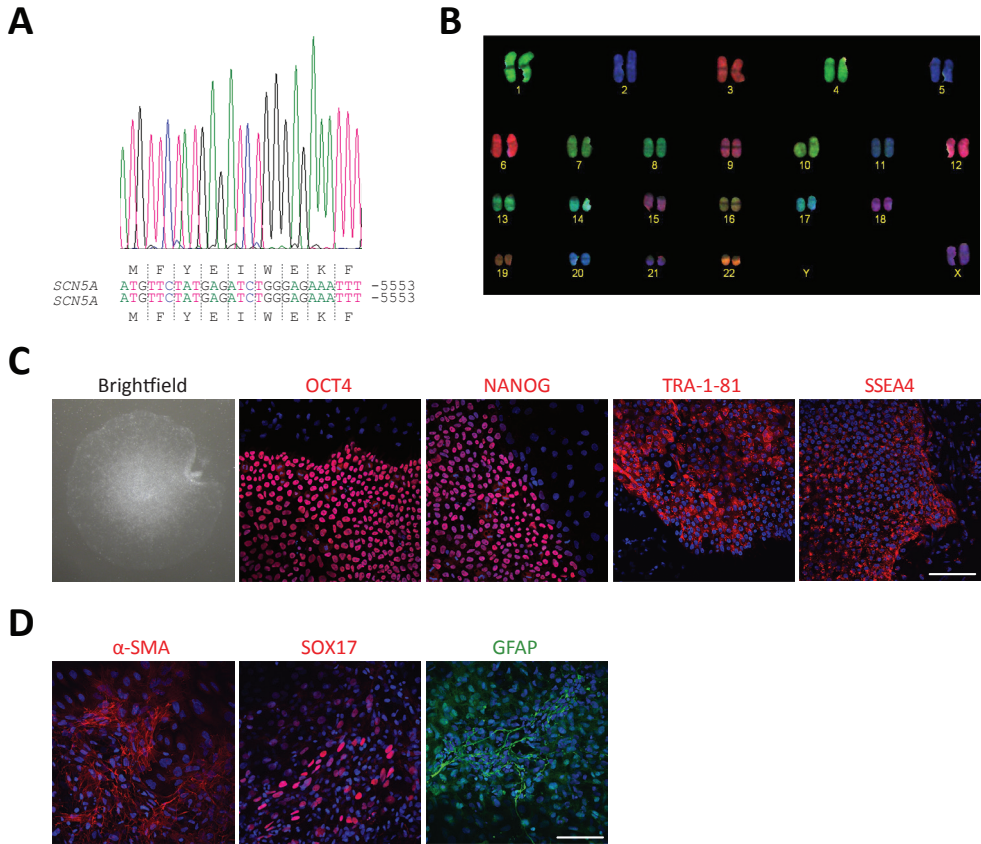 A
M F Y E I W E K F
SCN5A ATGTTCTATGAGATCTGGGAGAAATTT -5553
SCN5A ATGTTCTATGAGATCTGGGAGAAATTT
M F Y E I W E K F
B
1 2 3 4 5
6 7 8 9 10 11 12
13 14 15 16 17 18
19 20 21 22 Y X
C
Brightfield OCT4 NANOG TRA-1-81 SSEA4
D
α-SMA SOX17 GFAP